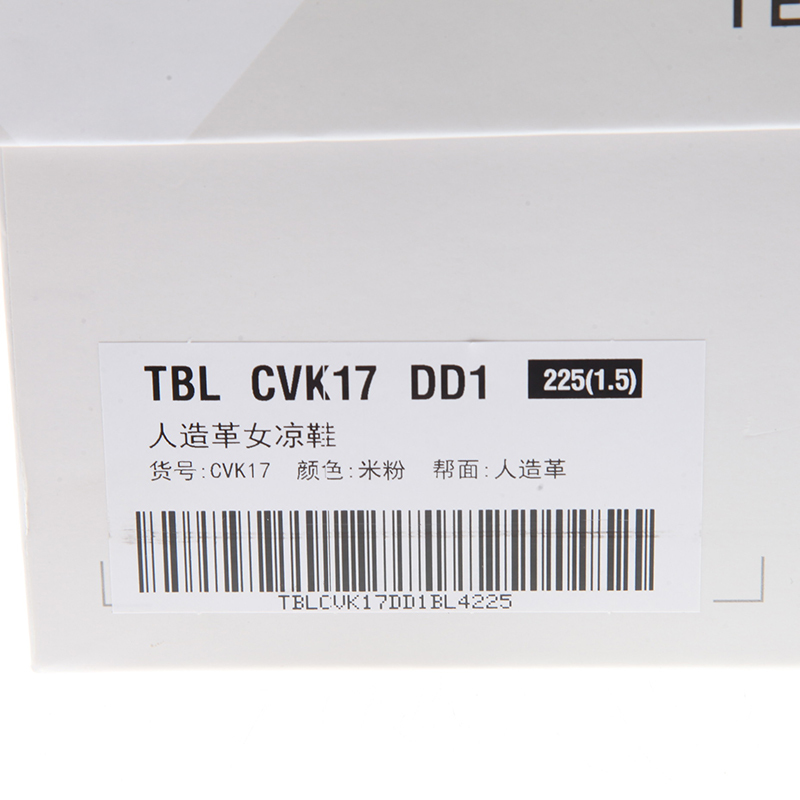 TBL CVK17 DD1 225(1.5)
人造革女凉鞋
货号:CVK17 颜色:米粉 帮面:人造革
TBLCVK17DD1BL4225